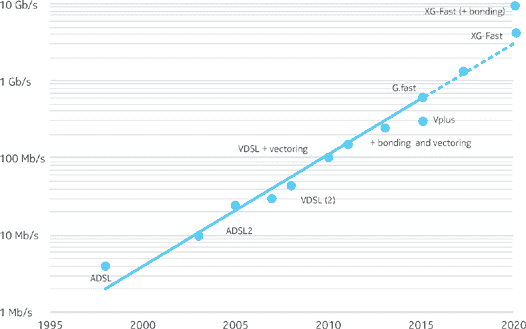 10 Gb/s
XG-Fast (+ bonding)
XG-Fast
1 Gb/s
G.fast
Vplus
VDSL + vectoring
+ bonding and vectoring
100 Mb/s
VDSL (2)
ADSL2
10 Mb/s
ADSL
1 Mb/s
1995 2000 2005 2010 2015 2020